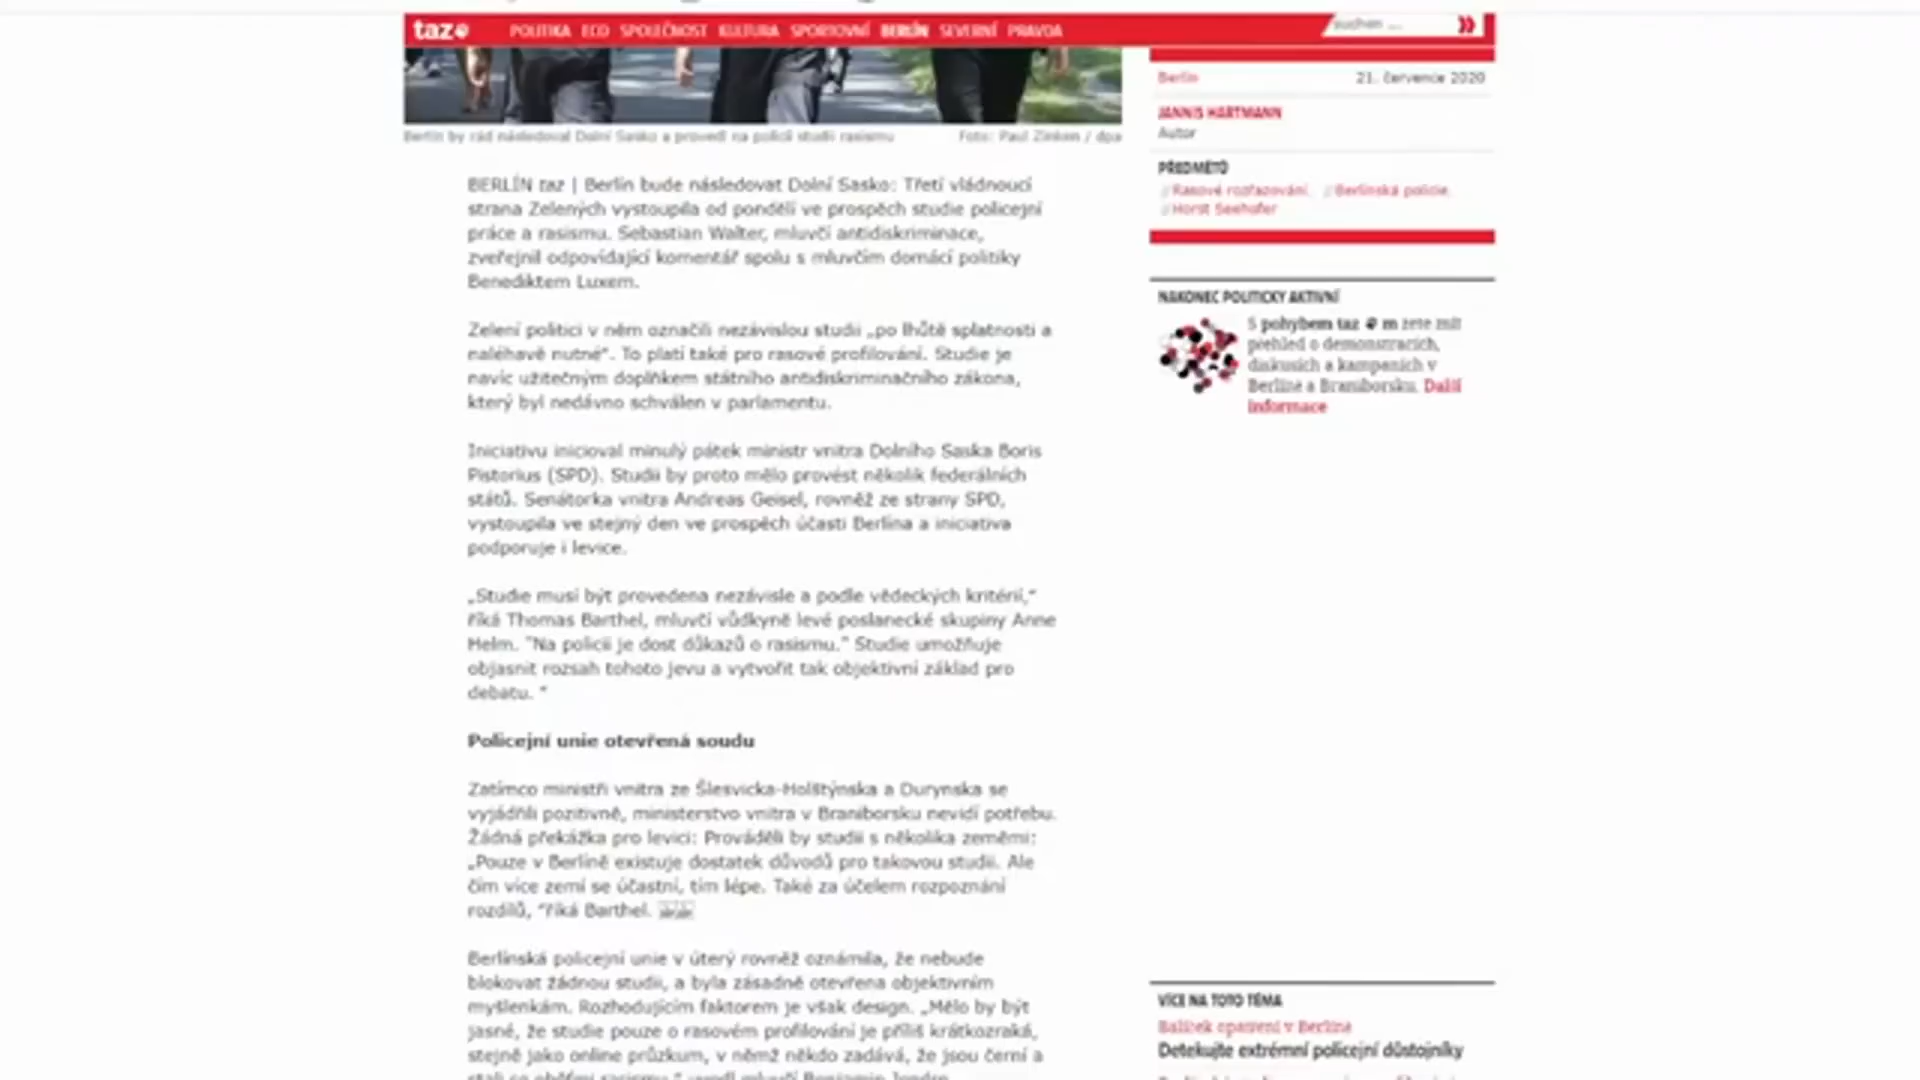 taz
POLITIKA ECO SPOLEČNOST KULTURA SPORTOVNÍ BERLÍN SEVERNÍ PRAVDA
suchen ...
Berlin by rád následoval Dolní Sasko a provedl na policii studii rasismu
Foto: Paul Zinken / dpa
BERLÍN taz | Berlín bude následovat Dolní Sasko: Třetí vládnoucí
strana Zelených vystoupila od pondělí ve prospěch studie policejní
práce a rasismu. Sebastian Walter, mluvčí antidiskriminace,
zveřejnil odpovídající komentář spolu s mluvčím domácí politiky
Benediktem Luxem.
Zelení politici v něm označili nezávislou studii „po lhůtě splatnosti a
naléhavě nutné“. To platí také pro rasové profilování. Studie je
navíc užitečným doplňkem státního antidiskriminačního zákona,
který byl nedávno schválen v parlamentu.
Iniciativu inicioval minulý pátek ministr vnitra Dolního Saska Boris
Pistorius (SPD). Studii by proto mělo provést několik federálních
států. Senátorka vnitra Andreas Geisel, rovněž ze strany SPD,
vystoupila ve stejný den ve prospěch účasti Berlína a iniciativa
podporuje i levice.
„Studie musí být provedena nezávisle a podle vědeckých kritérií,“
říká Thomas Barthel, mluvčí vůdkyně levé poslanecké skupiny Anne
Helm. "Na policii je dost důkazů o rasismu." Studie umožňuje
objasnit rozsah tohoto jevu a vytvořit tak objektivní základ pro
debatu. "
Policejní unie otevřená soudu
Zatímco ministři vnitra ze Šlesvicka-Holštýnska a Durynska se
vyjádřili pozitivně, ministerstvo vnitra v Braniborsku nevidí potřebu.
Žádná překážka pro levici: Prováděli by studii s několika zeměmi:
„Pouze v Berlíně existuje dostatek důvodů pro takovou studii. Ale
čím více zemí se účastní, tím lépe. Také za účelem rozpoznání
rozdílů, "říká Barthel.
Berlínská policejní unie v úterý rovněž oznámila, že nebude
blokovat žádnou studii, a byla zásadně otevřena objektivním
myšlenkám. Rozhodujícím faktorem je však design. „Mělo by být
jasné, že studie pouze o rasovém profilování je příliš krátkozraká,
stejně jako online průzkum, v němž někdo zadává, že jsou černí a
stali se oběťmi rasismu," uvedl mluvčí Benjamin Jendro.
Berlín
21. července 2020
JANNIS HARTMANN
Autor
PŘEDMĚTŮ
Rasové rozřazování, Berlínská policie,
Horst Seehofer
NAKONEC POLITICKY AKTIVNÍ
S pohybem taz m žete mít
přehled o demonstracích,
diskusích a kampaních v
Berlíně a Braniborsku. Další
informace
VÍCE NA TOTO TÉMA
Balíček opatření v Berlíně
Detekujte extrémní policejní důstojníky